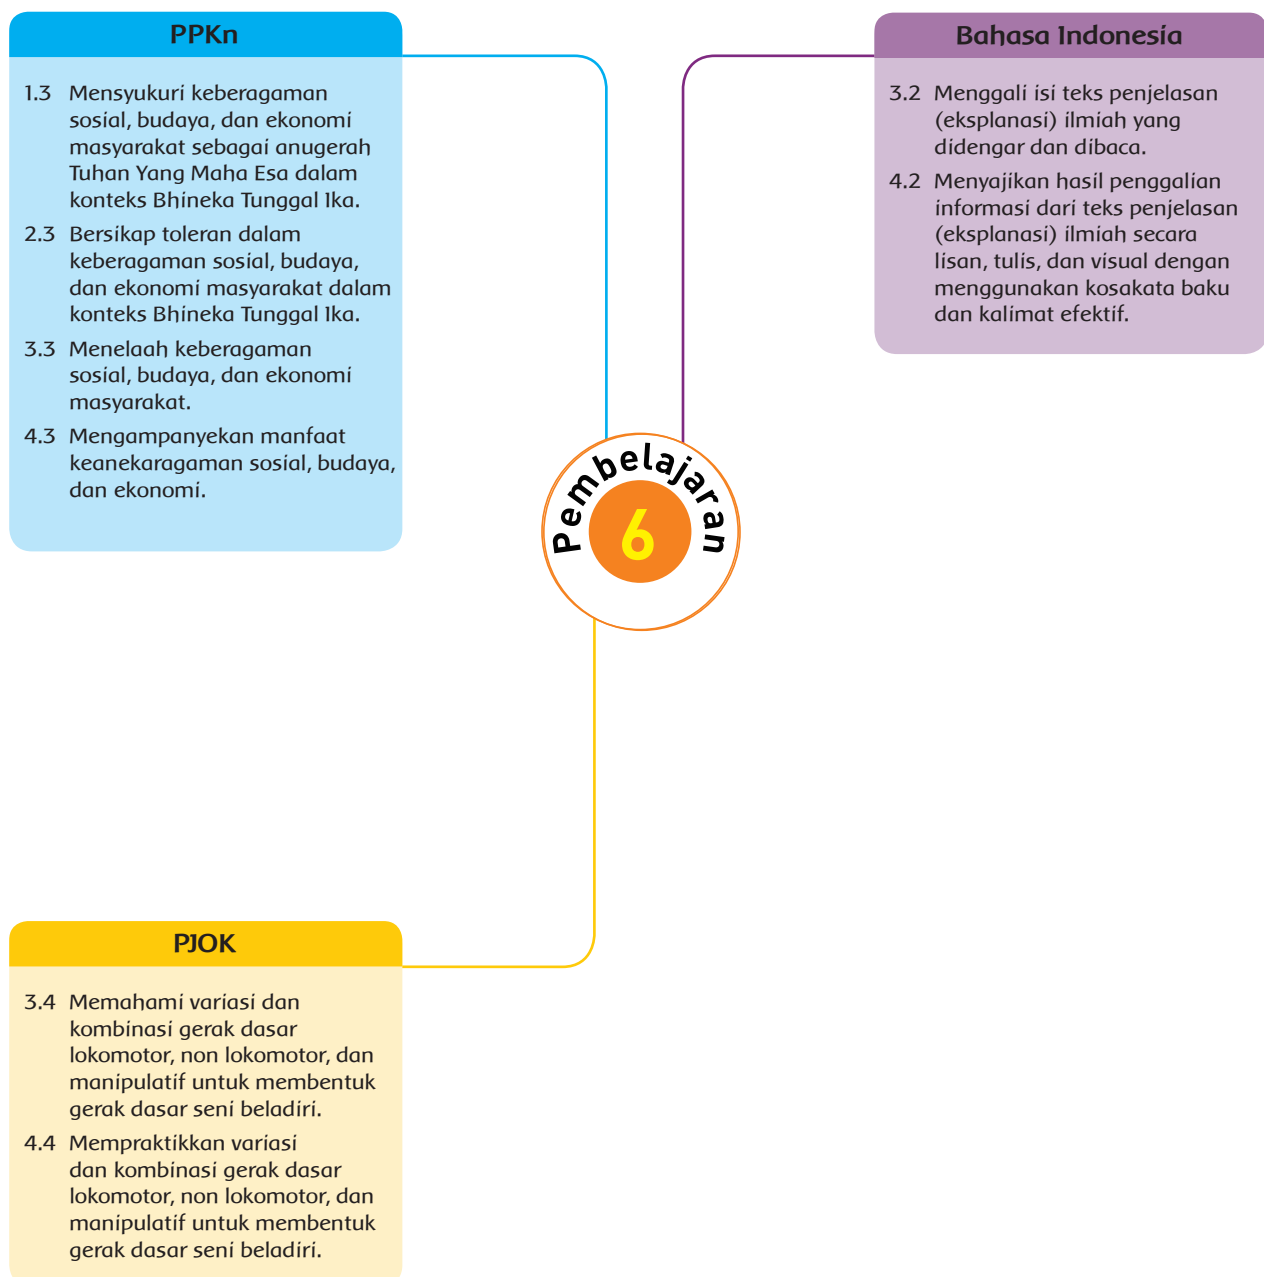 PPKn
1.3 Mensyukuri keberagaman
sosial, budaya, dan ekonomi
masyarakat sebagai anugerah
Tuhan Yang Maha Esa dalam
konteks Bhineka Tunggal Ika.
2.3 Bersikap toleran dalam
keberagaman sosial, budaya,
dan ekonomi masyarakat dalam
konteks Bhineka Tunggal Ika.
3.3 Menelaah keberagaman
sosial, budaya, dan ekonomi
masyarakat.
4.3 Mengampanyekan manfaat
keanekaragaman sosial, budaya,
dan ekonomi.
Bahasa Indonesia
3.2 Menggali isi teks penjelasan
(eksplanasi) ilmiah yang
didengar dan dibaca.
4.2 Menyajikan hasil penggalian
informasi dari teks penjelasan
(eksplanasi) ilmiah secara
lisan, tulis, dan visual dengan
menggunakan kosakata baku
dan kalimat efektif.
Pembelajaran
6
PJOK
3.4 Memahami variasi dan
kombinasi gerak dasar
lokomotor, non lokomotor, dan
manipulatif untuk membentuk
gerak dasar seni beladiri.
4.4 Mempraktikkan variasi
dan kombinasi gerak dasar
lokomotor, non lokomotor, dan
manipulatif untuk membentuk
gerak dasar seni beladiri.